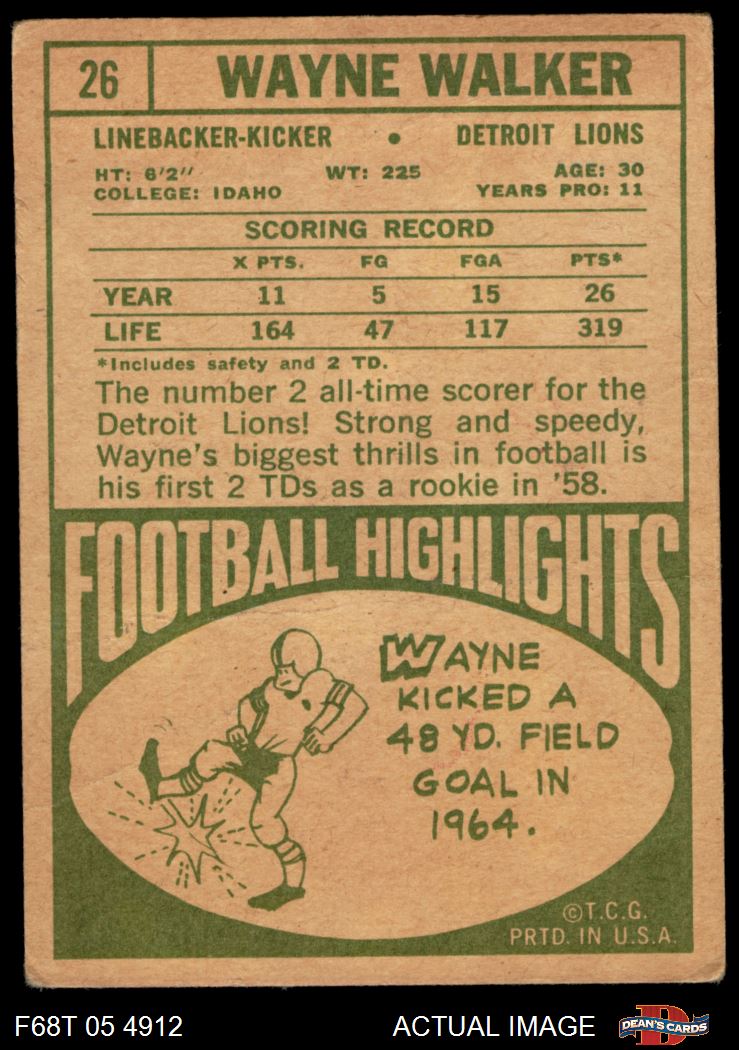 26 WAYNE WALKER
LINEBACKER-KICKER • DETROIT LIONS
HT: 6'2" WT: 225 AGE: 30
COLLEGE: IDAHO YEARS PRO: 11
SCORING RECORD
X PTS. FG FGA PTS*
YEAR 11 5 15 26
LIFE 164 47 117 319
*Includes safety and 2 TD.
The number 2 all-time scorer for the
Detroit Lions! Strong and speedy,
Wayne's biggest thrills in football is
his first 2 TDs as a rookie in '58.
FOOTBALL HIGHLIGHTS
WAYNE
KICKED A
48 YD. FIELD
GOAL IN
1964.
©T.C.G.
PRTD. IN U.S.A.
F68T 05 4912 ACTUAL IMAGE D DEAN'S CARDS